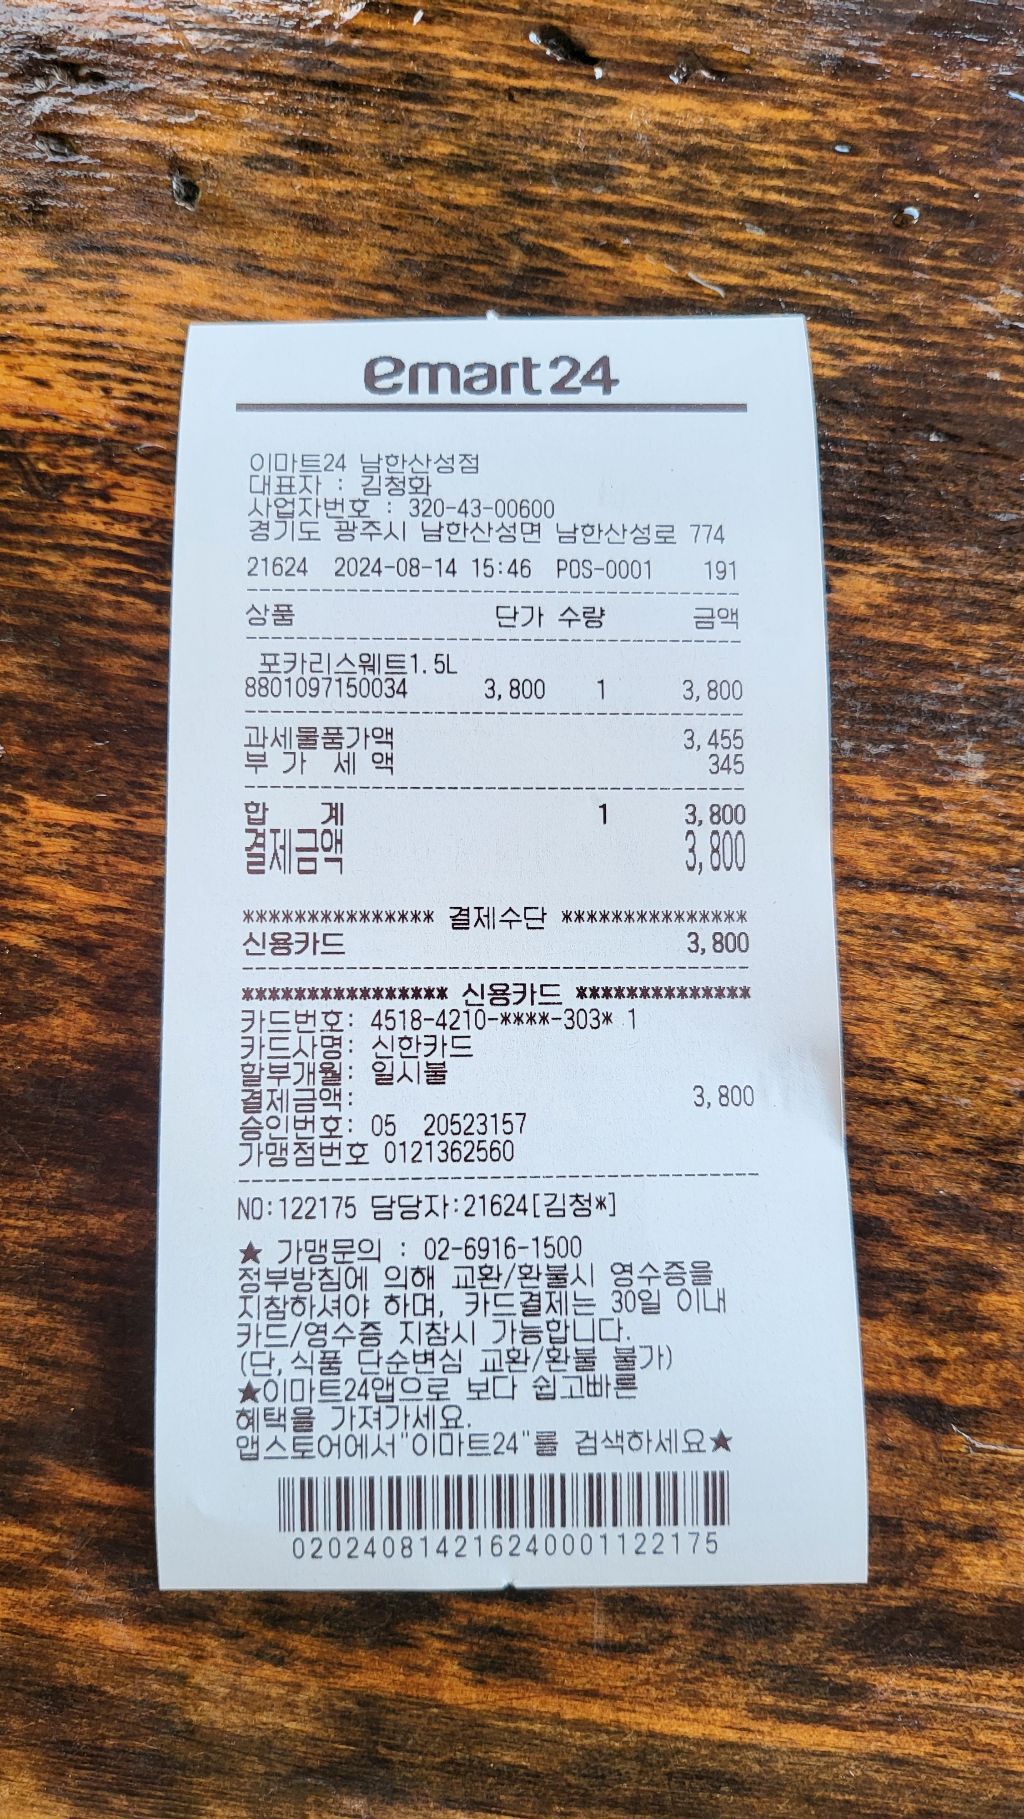 emart24
이마트24 남한산성점
대표자 : 김청화
사업자번호 : 320-43-00600
경기도 광주시 남한산성면 남한산성로 774
21624 2024-08-14 15:46 POS-0001 191
상품 단가 수량 금액
포카리스웨트1.5L
8801097150034 3,800 1 3,800
과세물품가액 3,455
부 가 세 액 345
합 계 1 3,800
결제금액 3,800
*************** 결제수단 ***************
신용카드 3,800
**************** 신용카드 **************
카드번호: 4518-4210-****-303* 1
카드사명: 신한카드
할부개월: 일시불
결제금액: 3,800
승인번호: 05 20523157
가맹점번호 0121362560
NO:122175 담당자:21624[김청*]
★ 가맹문의 : 02-6916-1500
정부방침에 의해 교환/환불시 영수증을
지참하셔야 하며, 카드결제는 30일 이내
카드/영수증 지참시 가능합니다.
(단, 식품 단순변심 교환/환불 불가)
★이마트24앱으로 보다 쉽고빠른
혜택을 가져가세요.
앱스토어에서"이마트24"를 검색하세요★
020240814216240001122175